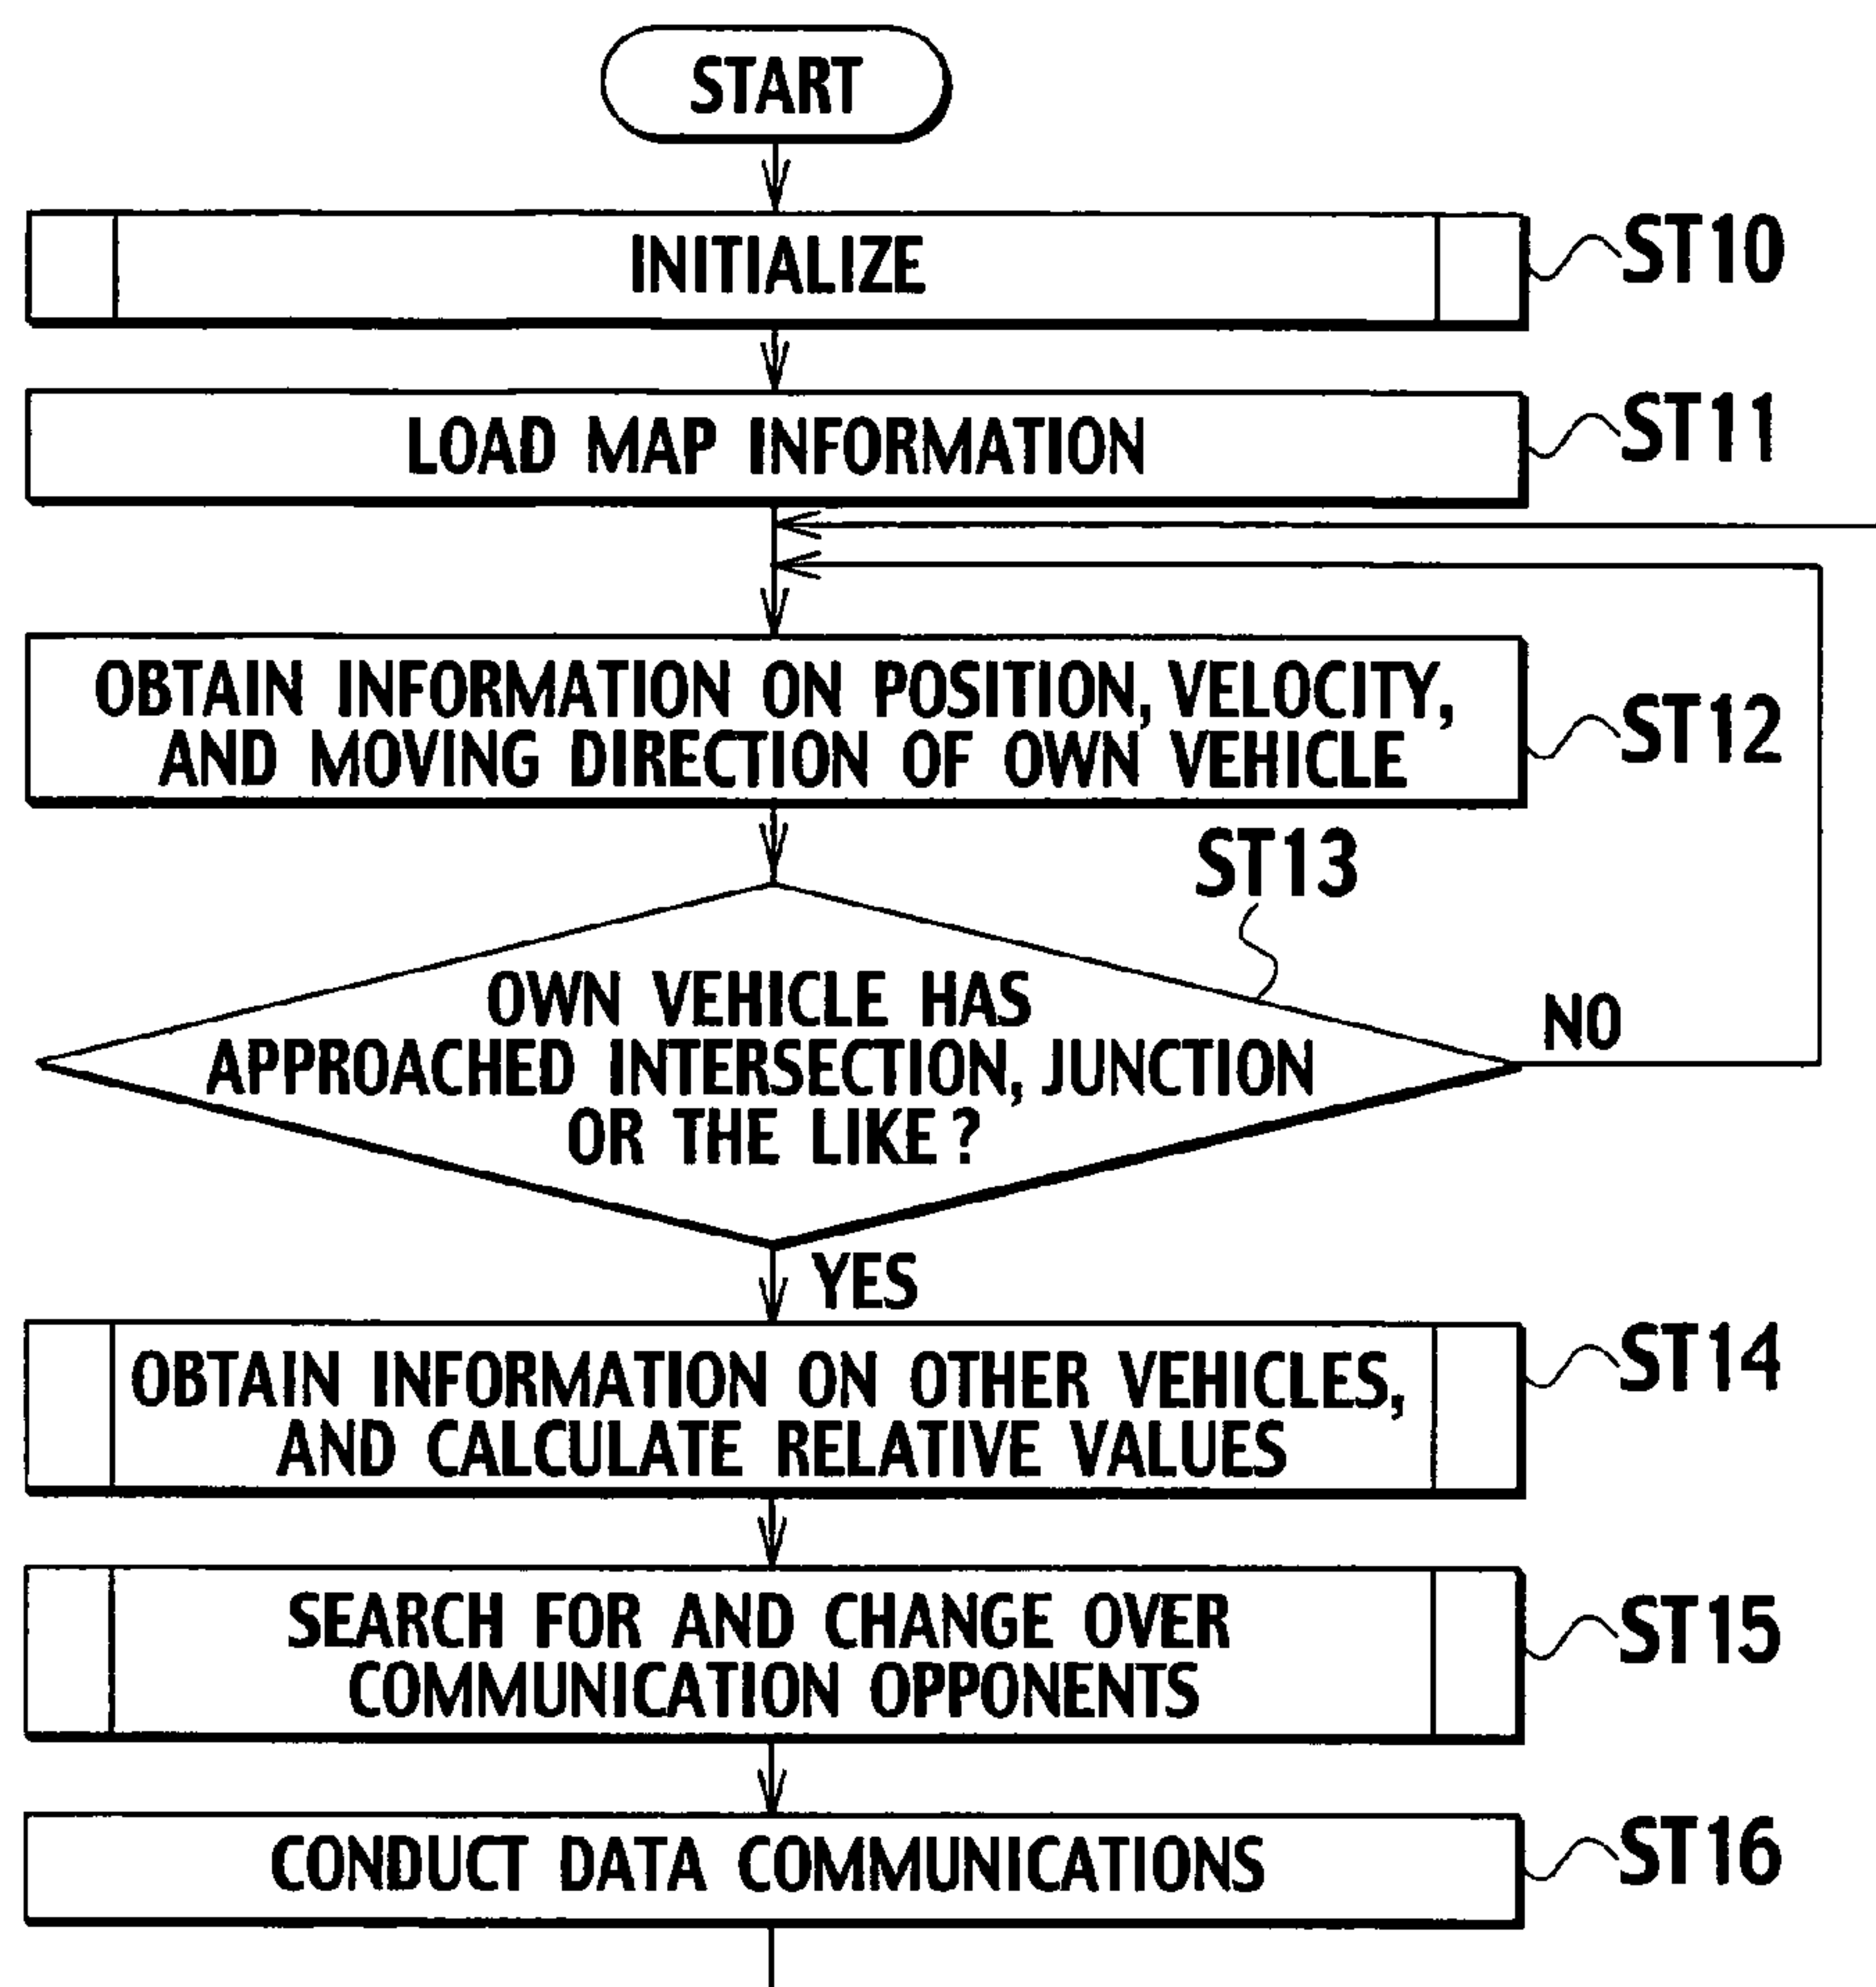 START
INITIALIZE
ST10
LOAD MAP INFORMATION
ST11
OBTAIN INFORMATION ON POSITION, VELOCITY,
AND MOVING DIRECTION OF OWN VEHICLE
ST12
ST13
OWN VEHICLE HAS
APPROACHED INTERSECTION, JUNCTION
OR THE LIKE?
NO
YES
OBTAIN INFORMATION ON OTHER VEHICLES,
AND CALCULATE RELATIVE VALUES
ST14
SEARCH FOR AND CHANGE OVER
COMMUNICATION OPPONENTS
ST15
CONDUCT DATA COMMUNICATIONS
ST16